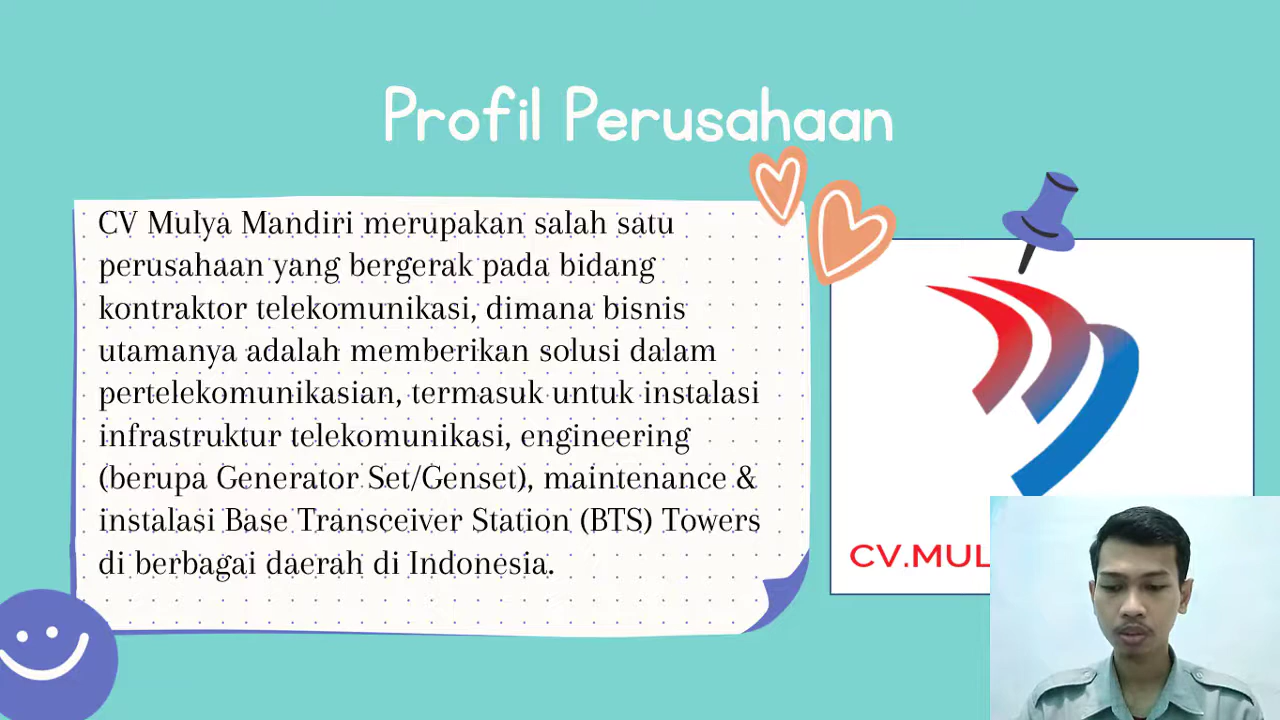 Profil Perusahaan
CV Mulya Mandiri merupakan salah satu
perusahaan yang bergerak pada bidang
kontraktor telekomunikasi, dimana bisnis
utamanya adalah memberikan solusi dalam
pertelekomunikasian, termasuk untuk instalasi
infrastruktur telekomunikasi, engineering
(berupa Generator Set/Genset), maintenance &
instalasi Base Transceiver Station (BTS) Towers
di berbagai daerah di Indonesia.